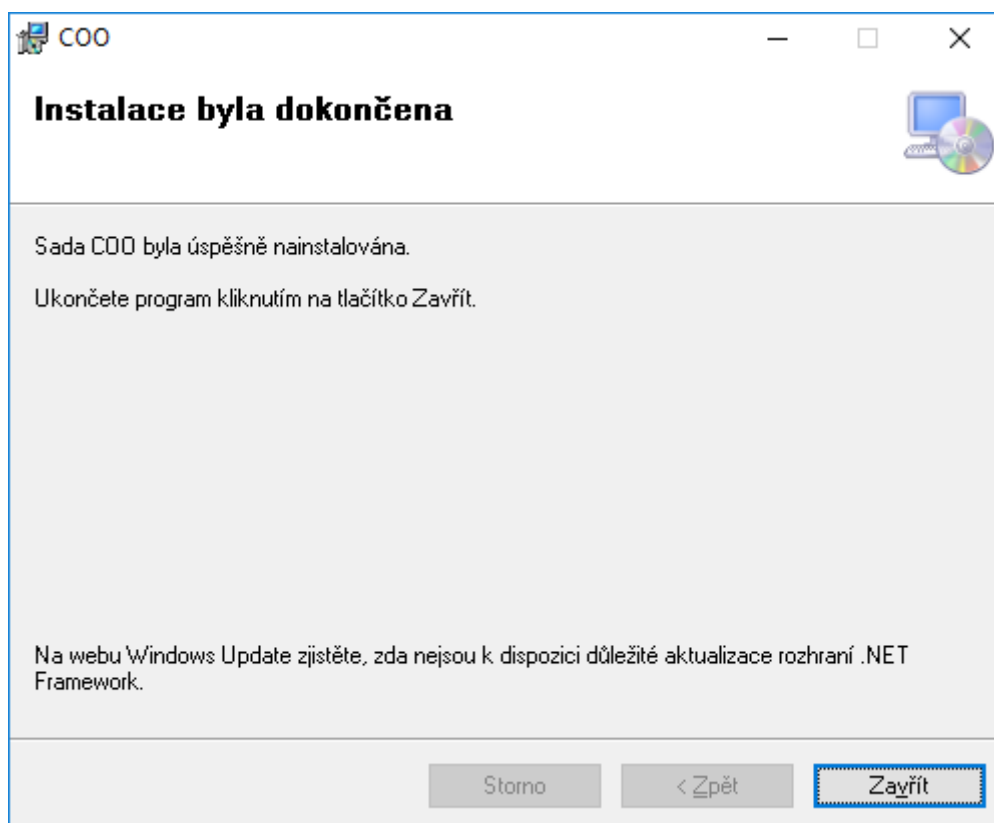 COO
Instalace byla dokončena
Sada COO byla úspěšně nainstalována.
Ukončete program kliknutím na tlačítko Zavřít.
Na webu Windows Update zjistěte, zda nejsou k dispozici důležité aktualizace rozhraní .NET
Framework.
Storno
< Zpět
Zavřít